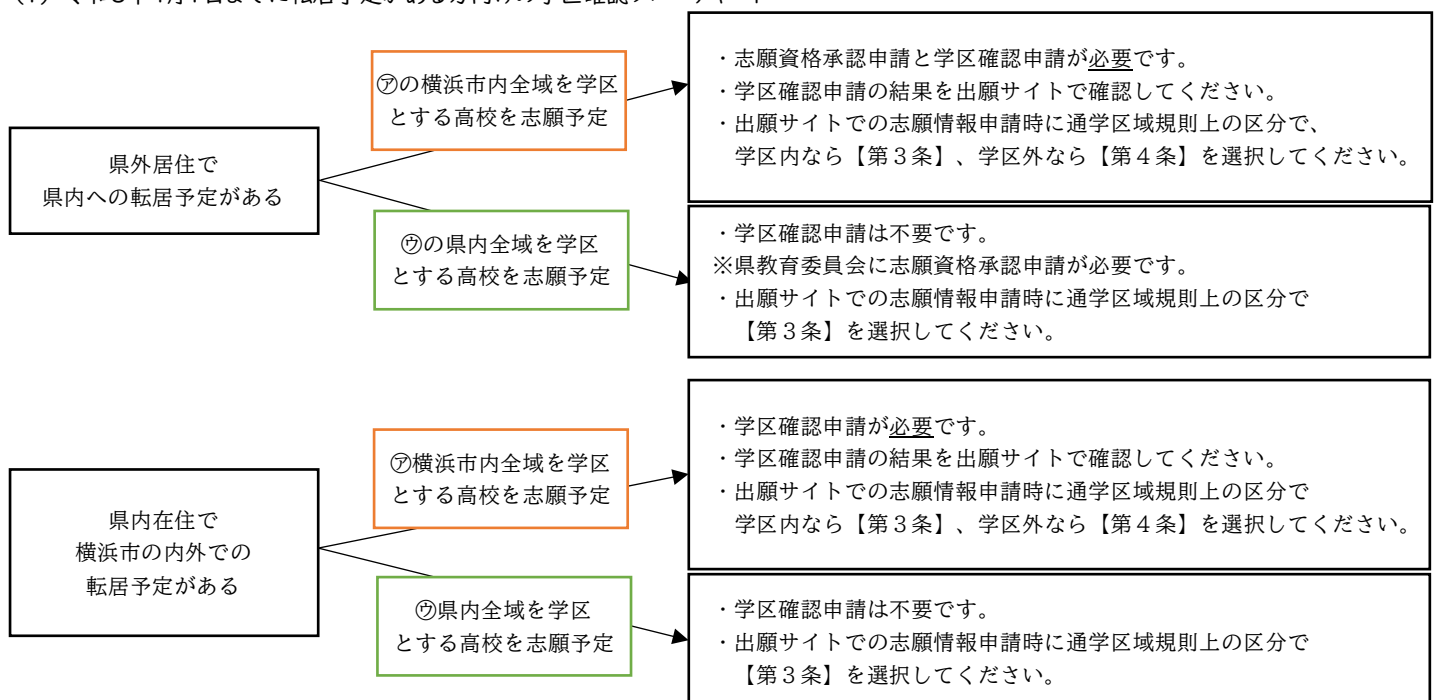 県外居住で
県内への転居予定がある
㋐の横浜市内全域を学区
とする高校を志願予定
・志願資格承認申請と学区確認申請が必要です。
・学区確認申請の結果を出願サイトで確認してください。
・出願サイトでの志願情報申請時に通学区域規則上の区分で、
学区内なら【第３条】、学区外なら【第４条】を選択してください。
㋒の県内全域を学区
とする高校を志願予定
・学区確認申請は不要です。
※県教育委員会に志願資格承認申請が必要です。
・出願サイトでの志願情報申請時に通学区域規則上の区分で
【第３条】を選択してください。
県内在住で
横浜市の内外での
転居予定がある
㋐横浜市内全域を学区
とする高校を志願予定
・学区確認申請が必要です。
・学区確認申請の結果を出願サイトで確認してください。
・出願サイトでの志願情報申請時に通学区域規則上の区分で
学区内なら【第３条】、学区外なら【第４条】を選択してください。
㋒県内全域を学区
とする高校を志願予定
・学区確認申請は不要です。
・出願サイトでの志願情報申請時に通学区域規則上の区分で
【第３条】を選択してください。